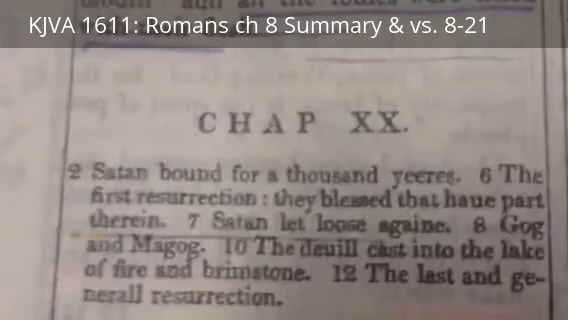 KJVA 1611: Romans ch 8 Summary & vs. 8-21
CHAP XX.
2 Satan bound for a thousand yeeres. 6 The
first resurrection : they blessed that haue part
therein. 7 Satan let loose againe. 8 Gog
and Magog. 10 The deuill cast into the lake
of fire and brimstone. 12 The last and ge-
nerall resurrection.